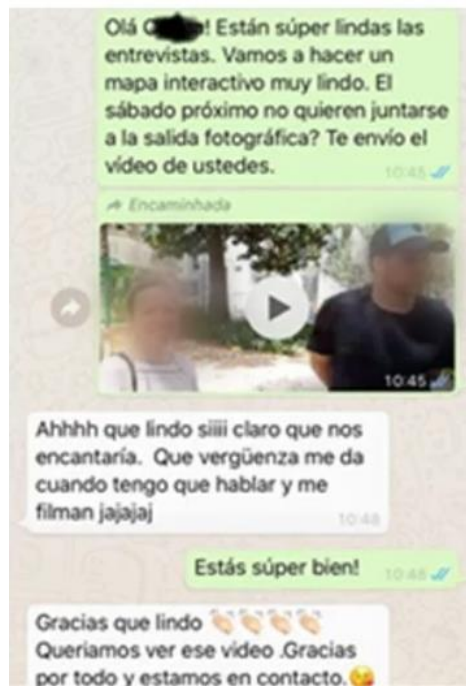 Olá ! Están súper lindas las
entrevistas. Vamos a hacer un
mapa interactivo muy lindo. El
sábado próximo no quieren juntarse
a la salida fotográfica? Te envío el
vídeo de ustedes.
10:45
Encaminhada
10:45
Ahhhh que lindo siiii claro que nos
encantaría. Que vergüenza me da
cuando tengo que hablar y me
filman jajajaj
10:48
Estás súper bien!
10:48
Gracias que lindo 👏🏻👏🏻👏🏻👏🏻
Queriamos ver ese video .Gracias
por todo y estamos en contacto.😘